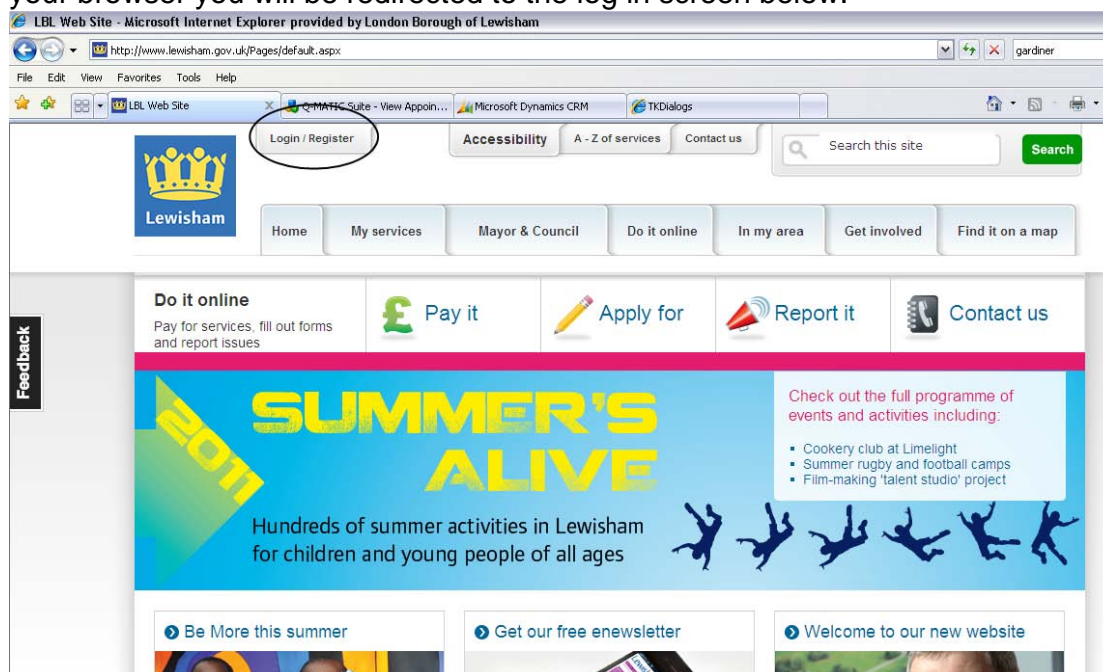 your browser you will be redirected to the log in screen below.
LBL Web Site - Microsoft Internet Explorer provided by London Borough of Lewisham
http://www.lewisham.gov.uk/Pages/default.aspx
gardiner
File Edit View Favorites Tools Help
LBL Web Site
Q-MATIC Suite - View Appoin...
Microsoft Dynamics CRM
TKDialogs
Login / Register
Accessibility
A - Z of services
Contact us
Search this site
Search
Lewisham
Home
My services
Mayor & Council
Do it online
In my area
Get involved
Find it on a map
Do it online
Pay for services, fill out forms
and report issues
Pay it
Apply for
Report it
Contact us
Feedback
2011
SUMMER'S
ALIVE
Hundreds of summer activities in Lewisham
for children and young people of all ages
Check out the full programme of
events and activities including:
Cookery club at Limelight
Summer rugby and football camps
Film-making 'talent studio' project
Be More this summer
Get our free enewsletter
Welcome to our new website